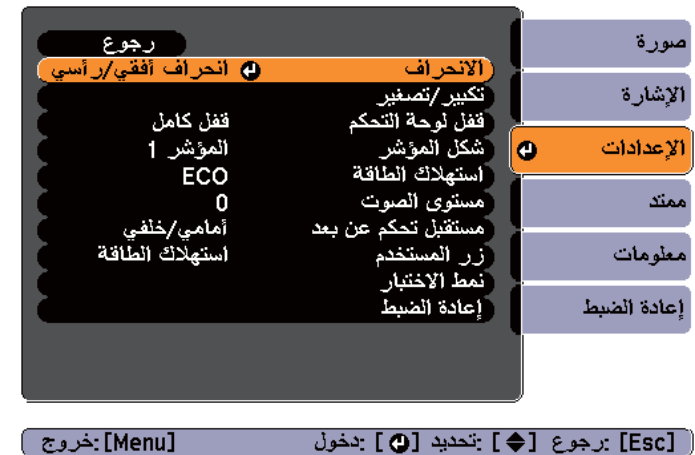 صورة
الإشارة
الإعدادات
ممتد
معلومات
إعادة الضبط
رجوع
الانحراف انحراف أفقي/رأسي
تكبير/تصغير
قفل لوحة التحكم قفل كامل
شكل المؤشر المؤشر 1
استهلاك الطاقة ECO
مستوى الصوت 0
مستقبل تحكم عن بعد أمامي/خلفي
زر المستخدم استهلاك الطاقة
نمط الاختبار
إعادة الضبط
[Esc] :رجوع [◆] :تحديد [↵] :دخول [Menu] :خروج